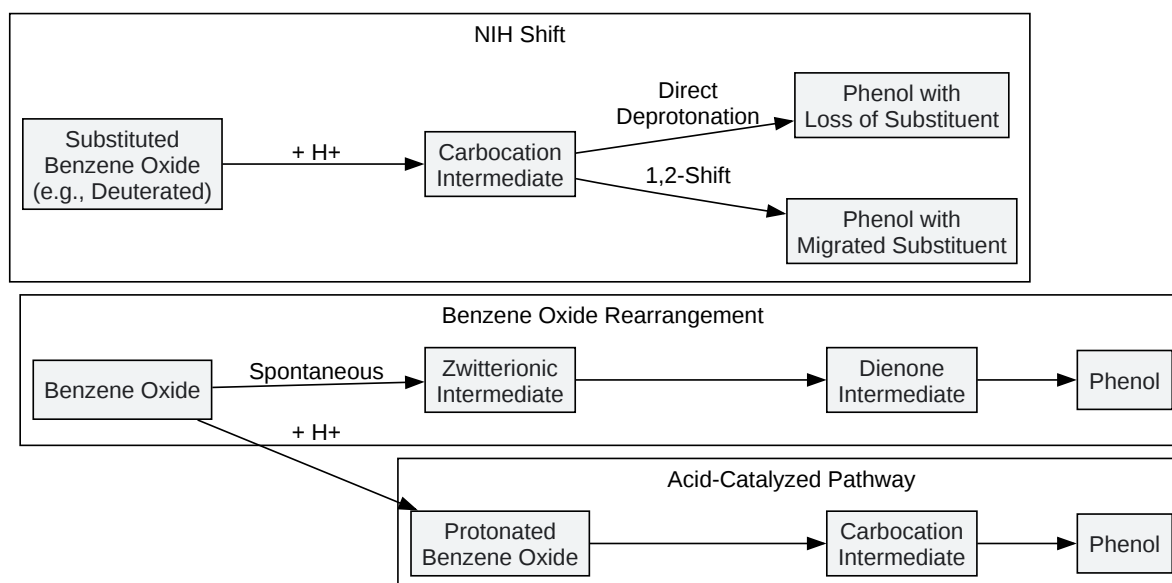 NIH Shift
Substituted
Benzene Oxide
(e.g., Deuterated)
+ H+
Carbocation
Intermediate
Direct
Deprotonation
Phenol with
Loss of Substituent
1,2-Shift
Phenol with
Migrated Substituent
Benzene Oxide Rearrangement
Benzene Oxide
Spontaneous
Zwitterionic
Intermediate
Dienone
Intermediate
Phenol
+ H+
Acid-Catalyzed Pathway
Protonated
Benzene Oxide
Carbocation
Intermediate
Phenol